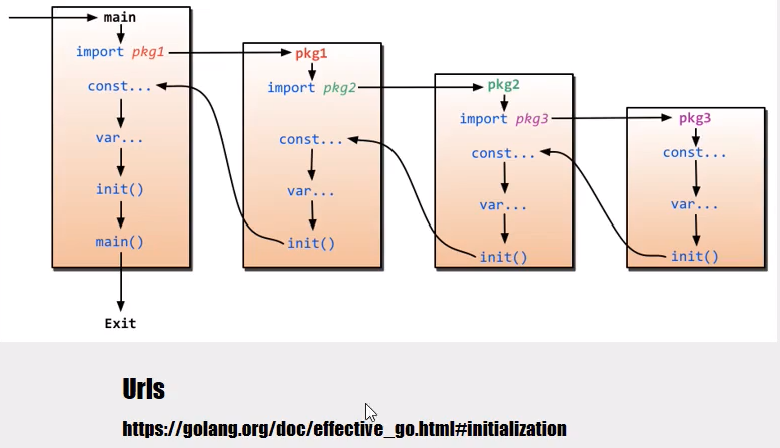 main
import pkg1
const...
var...
init()
main()
Exit
pkg1
import pkg2
const...
var...
init()
pkg2
import pkg3
const...
var...
init()
pkg3
const...
var...
init()
Urls
https://golang.org/doc/effective_go.html#initialization